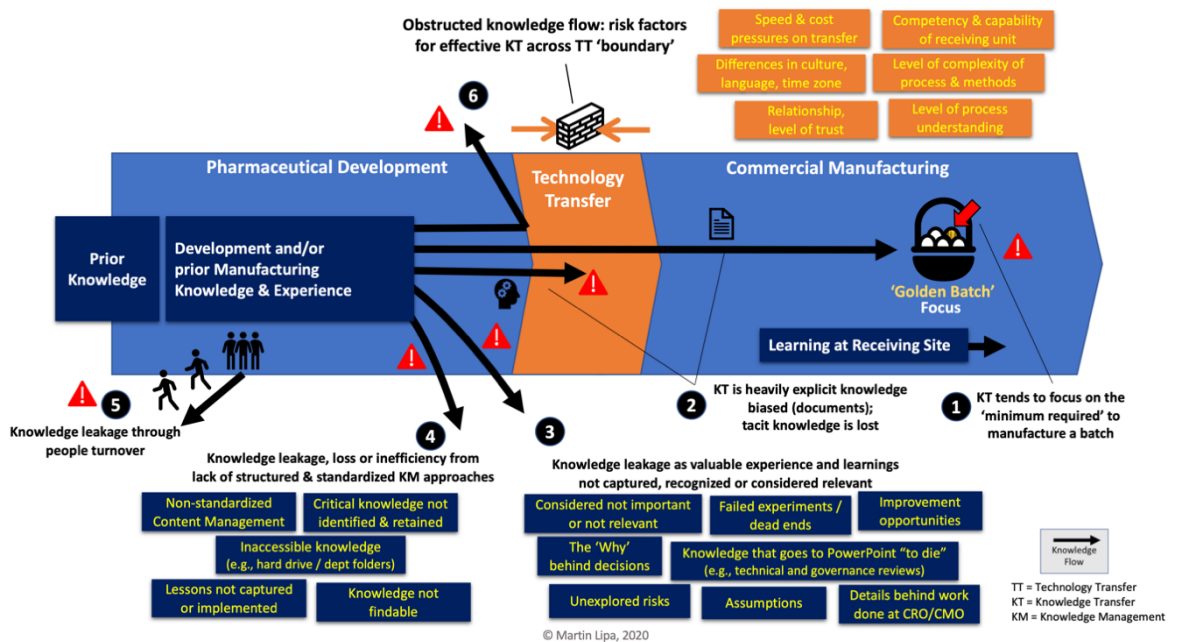 Obstructed knowledge flow: risk factors
for effective KT across TT ‘boundary’
Speed & cost
pressures on transfer
Competency & capability
of receiving unit
Differences in culture,
language, time zone
Level of complexity of
process & methods
Relationship,
level of trust
Level of process
understanding
6
Pharmaceutical Development
Technology
Transfer
Commercial Manufacturing
Prior
Knowledge
Development and/or
prior Manufacturing
Knowledge & Experience
‘Golden Batch’
Focus
Learning at Receiving Site
5
Knowledge leakage through
people turnover
4
Knowledge leakage, loss or inefficiency from
lack of structured & standardized KM approaches
Non-standardized
Content Management
Critical knowledge not
identified & retained
Inaccessible knowledge
(e.g., hard drive / dept folders)
Lessons not captured
or implemented
Knowledge not
findable
3
Knowledge leakage as valuable experience and learnings
not captured, recognized or considered relevant
Considered not important
or not relevant
Failed experiments /
dead ends
Improvement
opportunities
The ‘Why’
behind decisions
Knowledge that goes to PowerPoint “to die”
(e.g., technical and governance reviews)
Unexplored risks
Assumptions
Details behind work
done at CRO/CMO
2
KT is heavily explicit knowledge
biased (documents);
tacit knowledge is lost
1
KT tends to focus on the
‘minimum required’ to
manufacture a batch
Knowledge
Flow
TT = Technology Transfer
KT = Knowledge Transfer
KM = Knowledge Management
© Martin Lipa, 2020